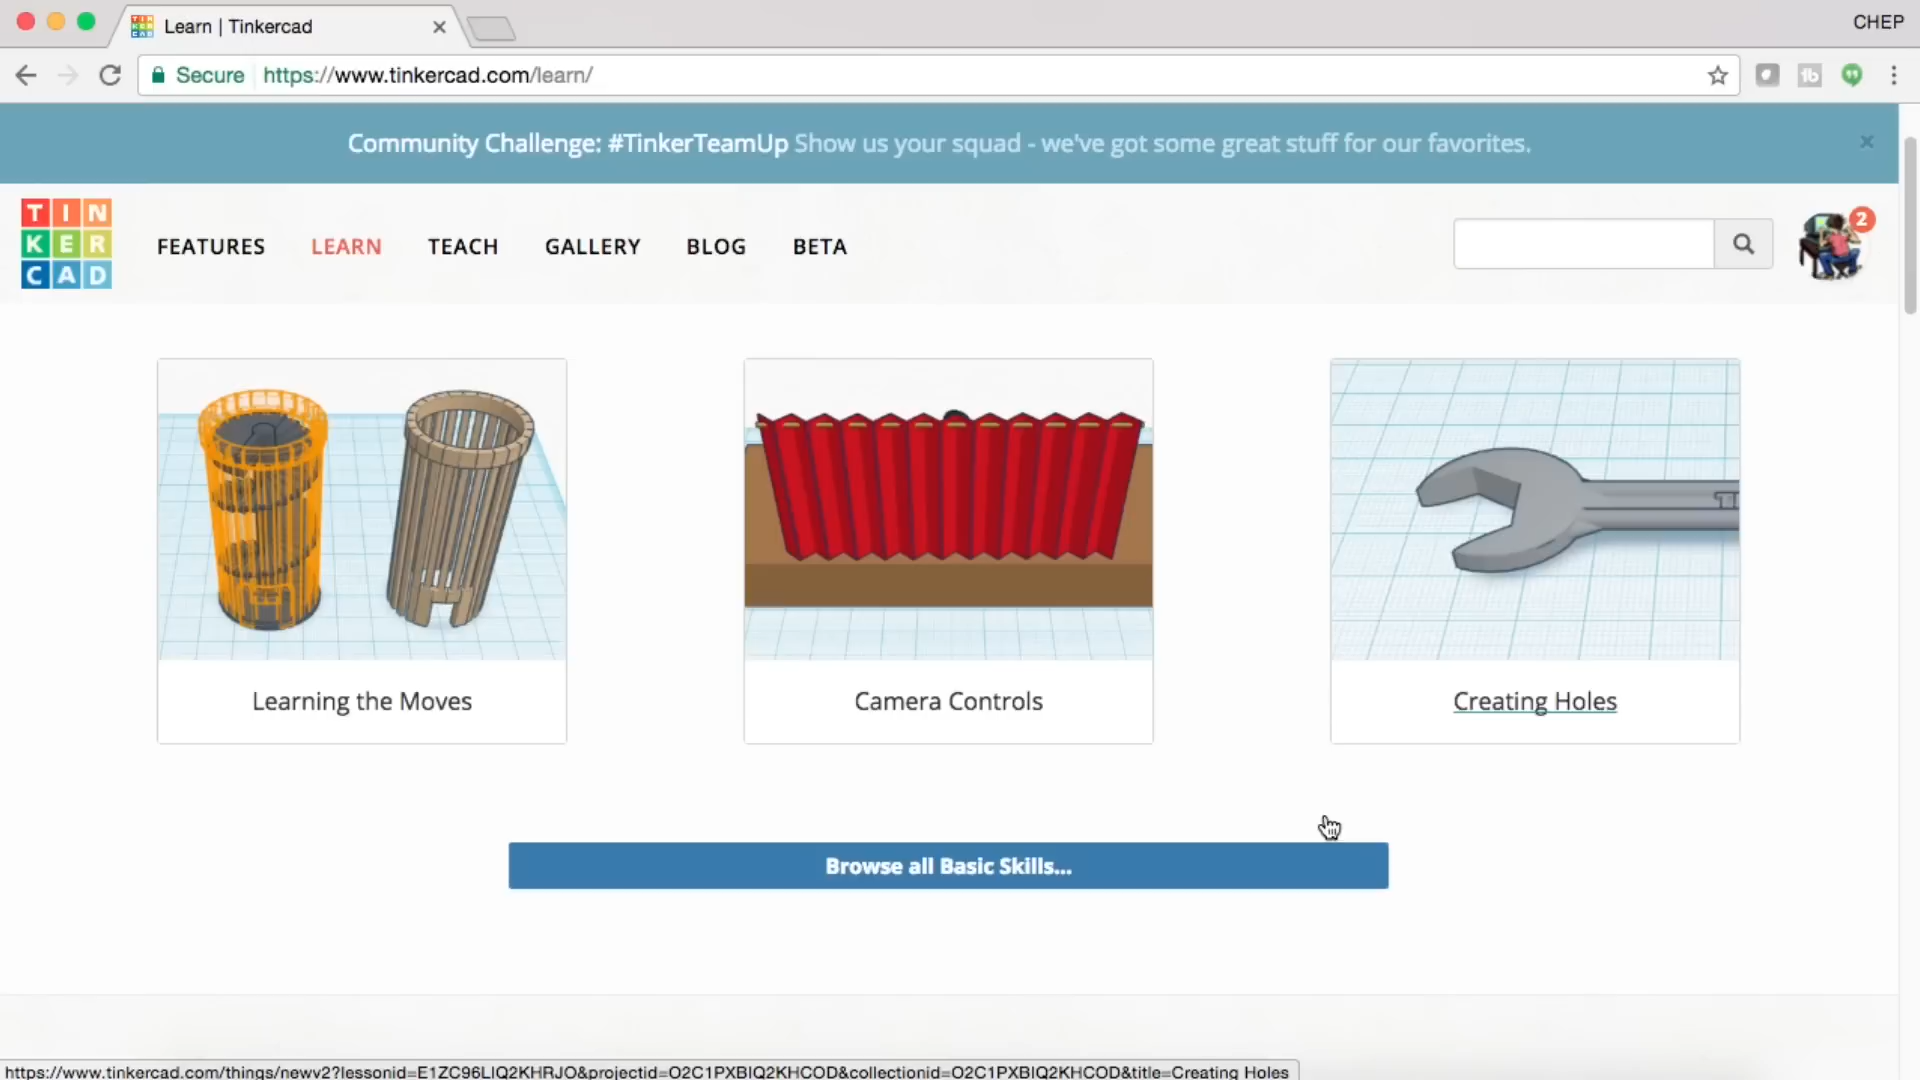 Learn | Tinkercad
CHEP
Secure https://www.tinkercad.com/learn/
Community Challenge: #TinkerTeamUp Show us your squad - we've got some great stuff for our favorites.
TIN
KER
CAD
FEATURES LEARN TEACH GALLERY BLOG BETA
2
Learning the Moves
Camera Controls
Creating Holes
Browse all Basic Skills...
https://www.tinkercad.com/things/newv2?lessonid=E1ZC96LIQ2KHRJO&projectid=O2C1PXBIQ2KHCOD&collectionid=O2C1PXBIQ2KHCOD&title=Creating Holes